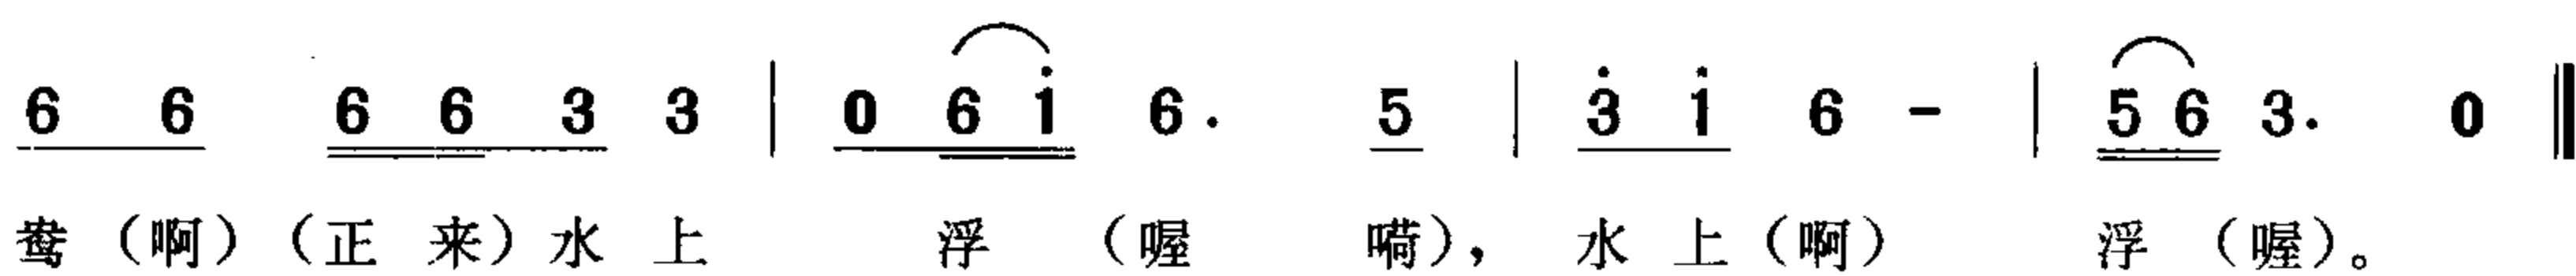 6 6 6 6 3 3 | 0 6 i 6. 5 | 3̇ i 6 - | 5 6 3. 0 ‖
鸯（啊）（正来）水上 浮（喔 嗬），水上（啊） 浮（喔）。